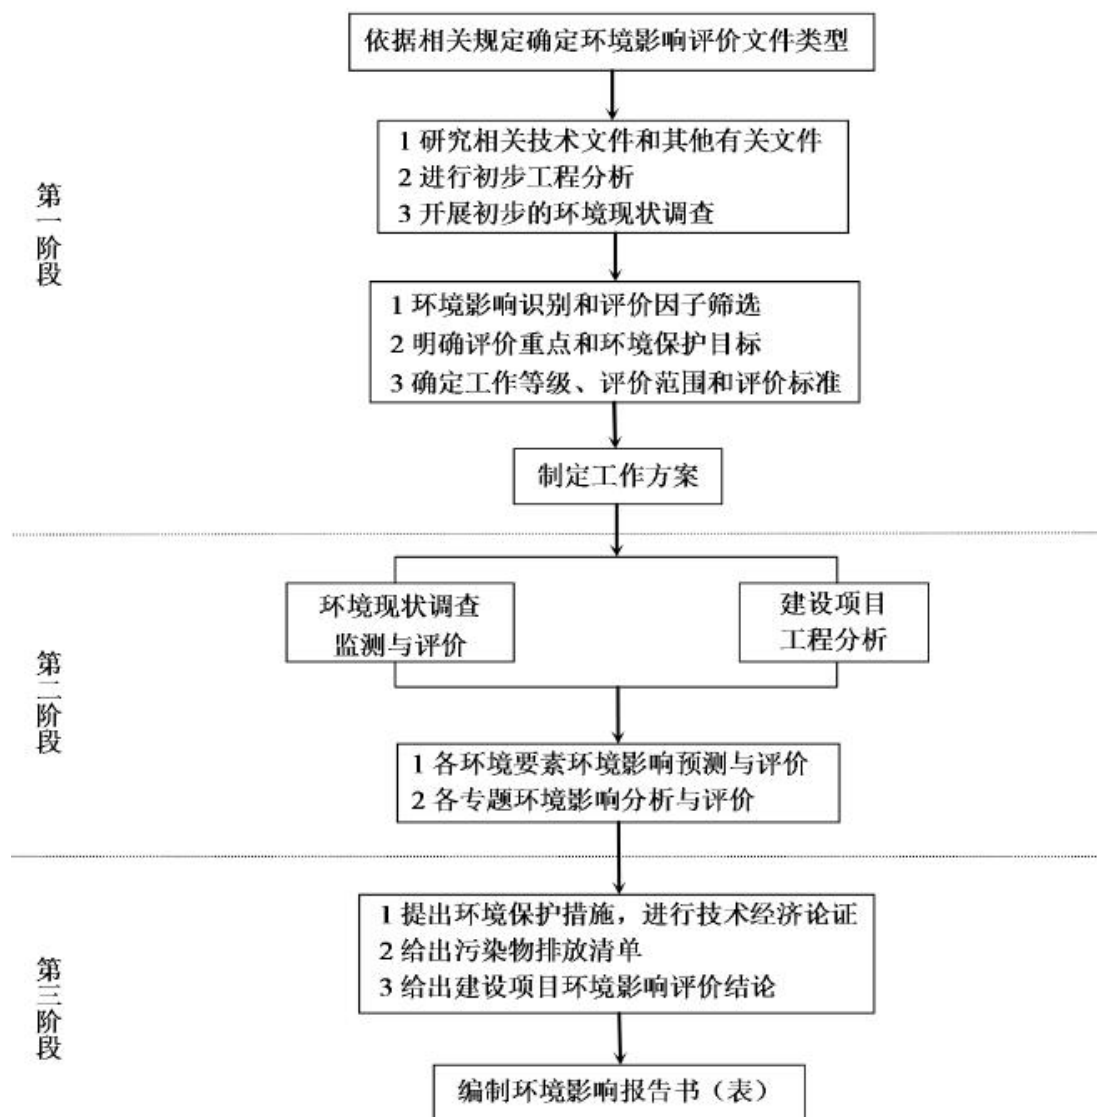 依据相关规定确定环境影响评价文件类型
1 研究相关技术文件和其他有关文件
2 进行初步工程分析
3 开展初步的环境现状调查
第一阶段
1 环境影响识别和评价因子筛选
2 明确评价重点和环境保护目标
3 确定工作等级、评价范围和评价标准
制定工作方案
环境现状调查
监测与评价
建设项目
工程分析
第二阶段
1 各环境要素环境影响预测与评价
2 各专题环境影响分析与评价
1 提出环境保护措施，进行技术经济论证
2 给出污染物排放清单
3 给出建设项目环境影响评价结论
第三阶段
编制环境影响报告书（表）